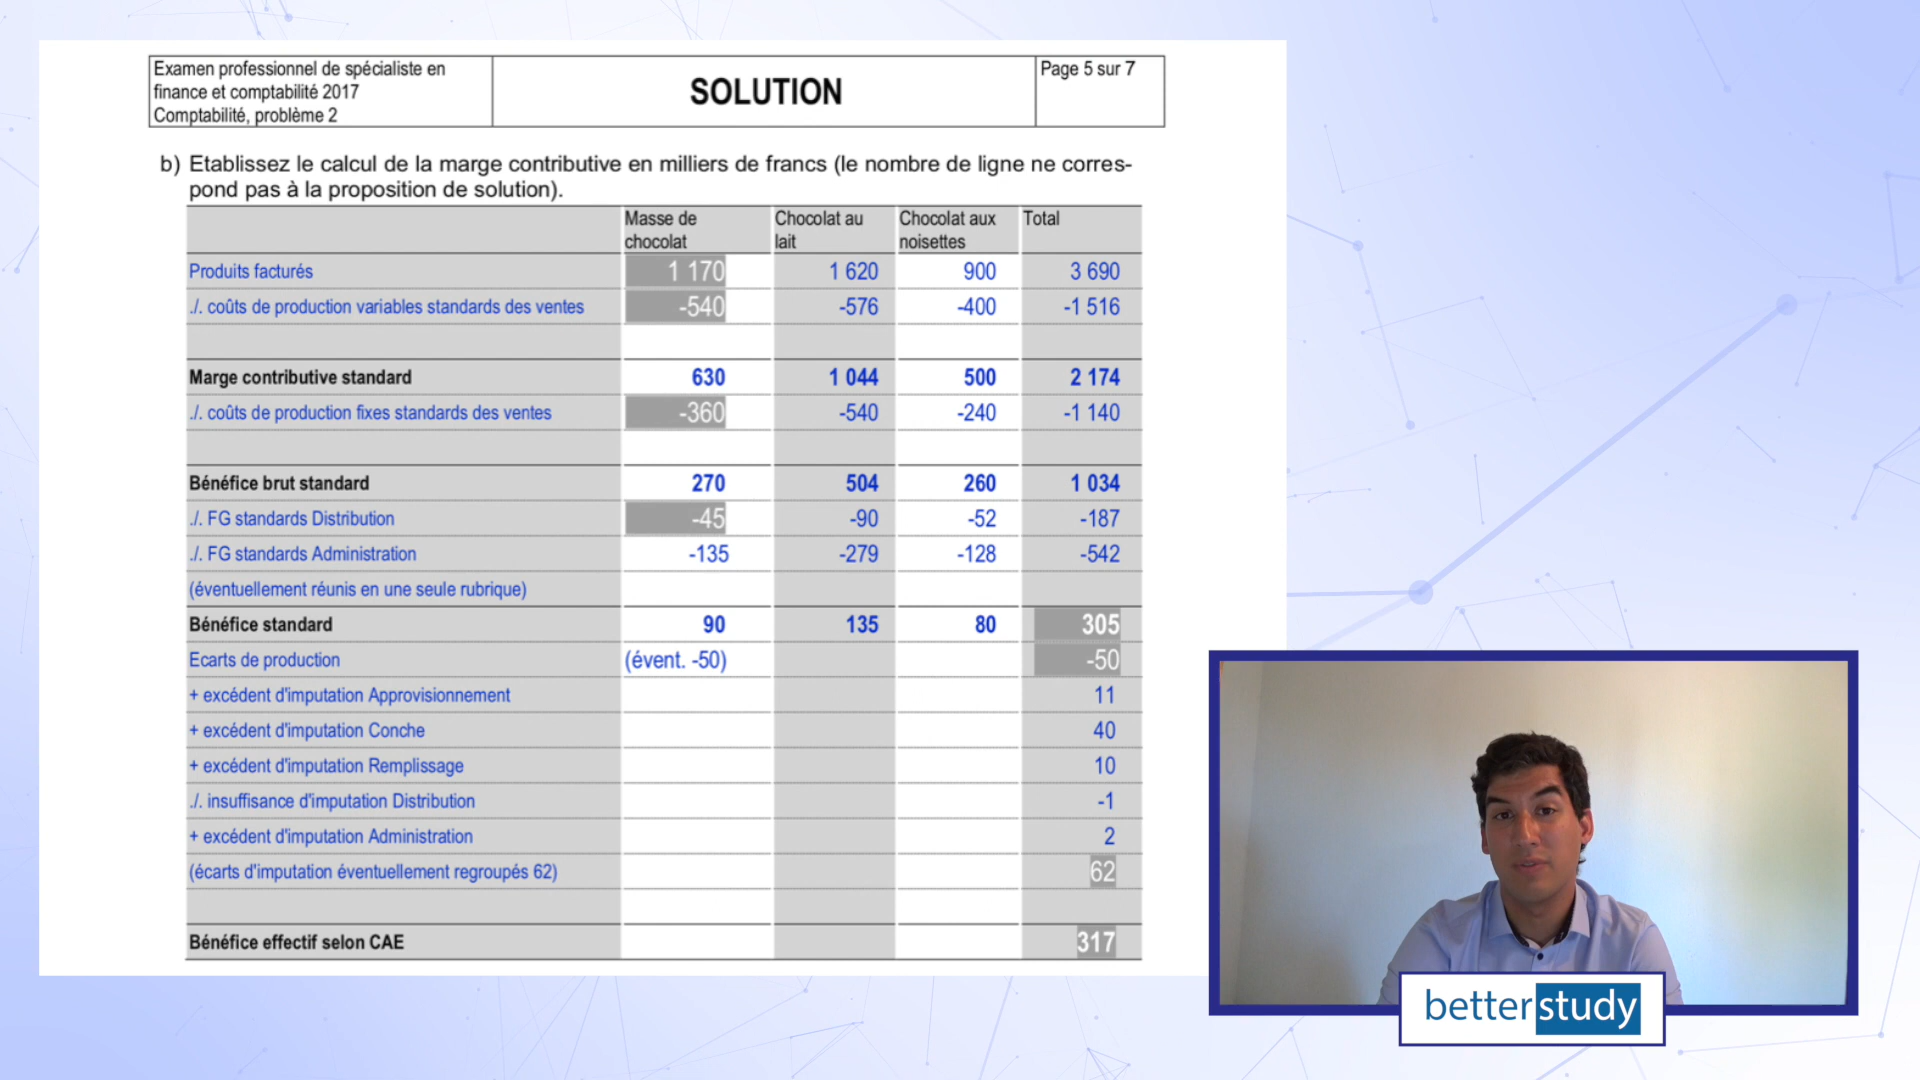 Examen professionnel de spécialiste en
finance et comptabilité 2017
Comptabilité, problème 2
SOLUTION
Page 5 sur 7
b) Etablissez le calcul de la marge contributive en milliers de francs (le nombre de ligne ne corres-
pond pas à la proposition de solution).
Masse de chocolat Chocolat au lait Chocolat aux noisettes Total
Produits facturés 1 170 1 620 900 3 690
./. coûts de production variables standards des ventes -540 -576 -400 -1 516
Marge contributive standard 630 1 044 500 2 174
./. coûts de production fixes standards des ventes -360 -540 -240 -1 140
Bénéfice brut standard 270 504 260 1 034
./. FG standards Distribution -45 -90 -52 -187
./. FG standards Administration -135 -279 -128 -542
(éventuellement réunis en une seule rubrique)
Bénéfice standard 90 135 80 305
Ecarts de production (évent. -50) -50
+ excédent d'imputation Approvisionnement 11
+ excédent d'imputation Conche 40
+ excédent d'imputation Remplissage 10
./. insuffisance d'imputation Distribution -1
+ excédent d'imputation Administration 2
(écarts d'imputation éventuellement regroupés 62) 62
Bénéfice effectif selon CAE 317
betterstudy